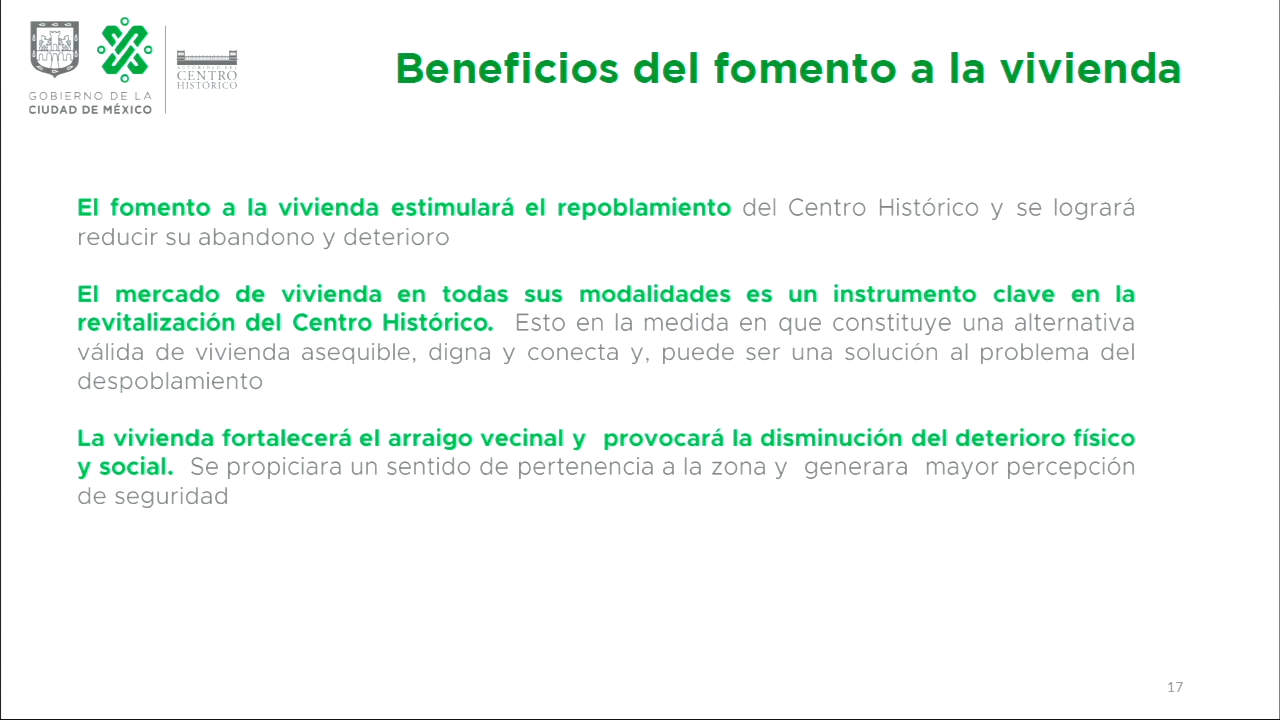 GOBIERNO DE LA
CIUDAD DE MÉXICO
AUTORIDAD DEL
CENTRO
HISTÓRICO
Beneficios del fomento a la vivienda
El fomento a la vivienda estimulará el repoblamiento del Centro Histórico y se logrará
reducir su abandono y deterioro
El mercado de vivienda en todas sus modalidades es un instrumento clave en la
revitalización del Centro Histórico. Esto en la medida en que constituye una alternativa
válida de vivienda asequible, digna y conecta y, puede ser una solución al problema del
despoblamiento
La vivienda fortalecerá el arraigo vecinal y provocará la disminución del deterioro físico
y social. Se propiciara un sentido de pertenencia a la zona y generara mayor percepción
de seguridad
17